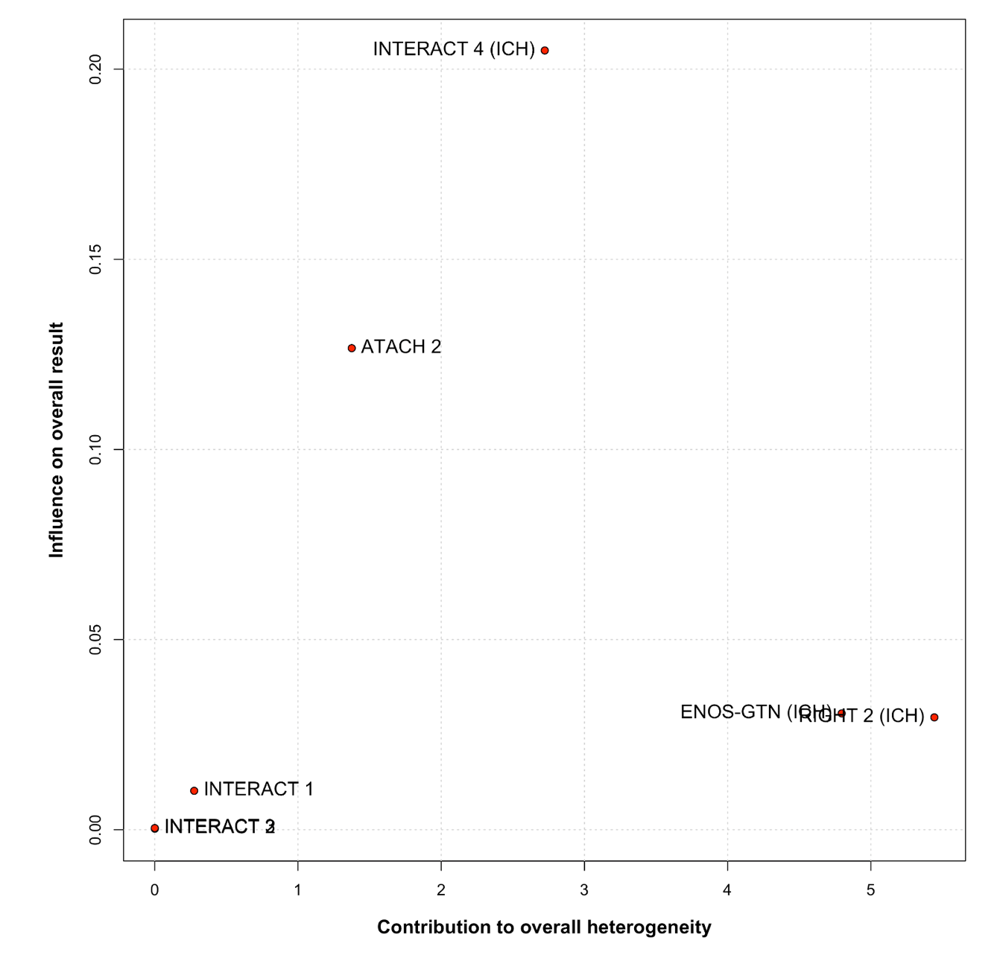 INTERACT 4 (ICH)
0.20
0.15
ATACH 2
0.10
0.05
ENOS-GTN (ICH)
RIGHT 2 (ICH)
INTERACT 1
INTERACT
0.00
Influence on overall result
0 1 2 3 4 5
Contribution to overall heterogeneity